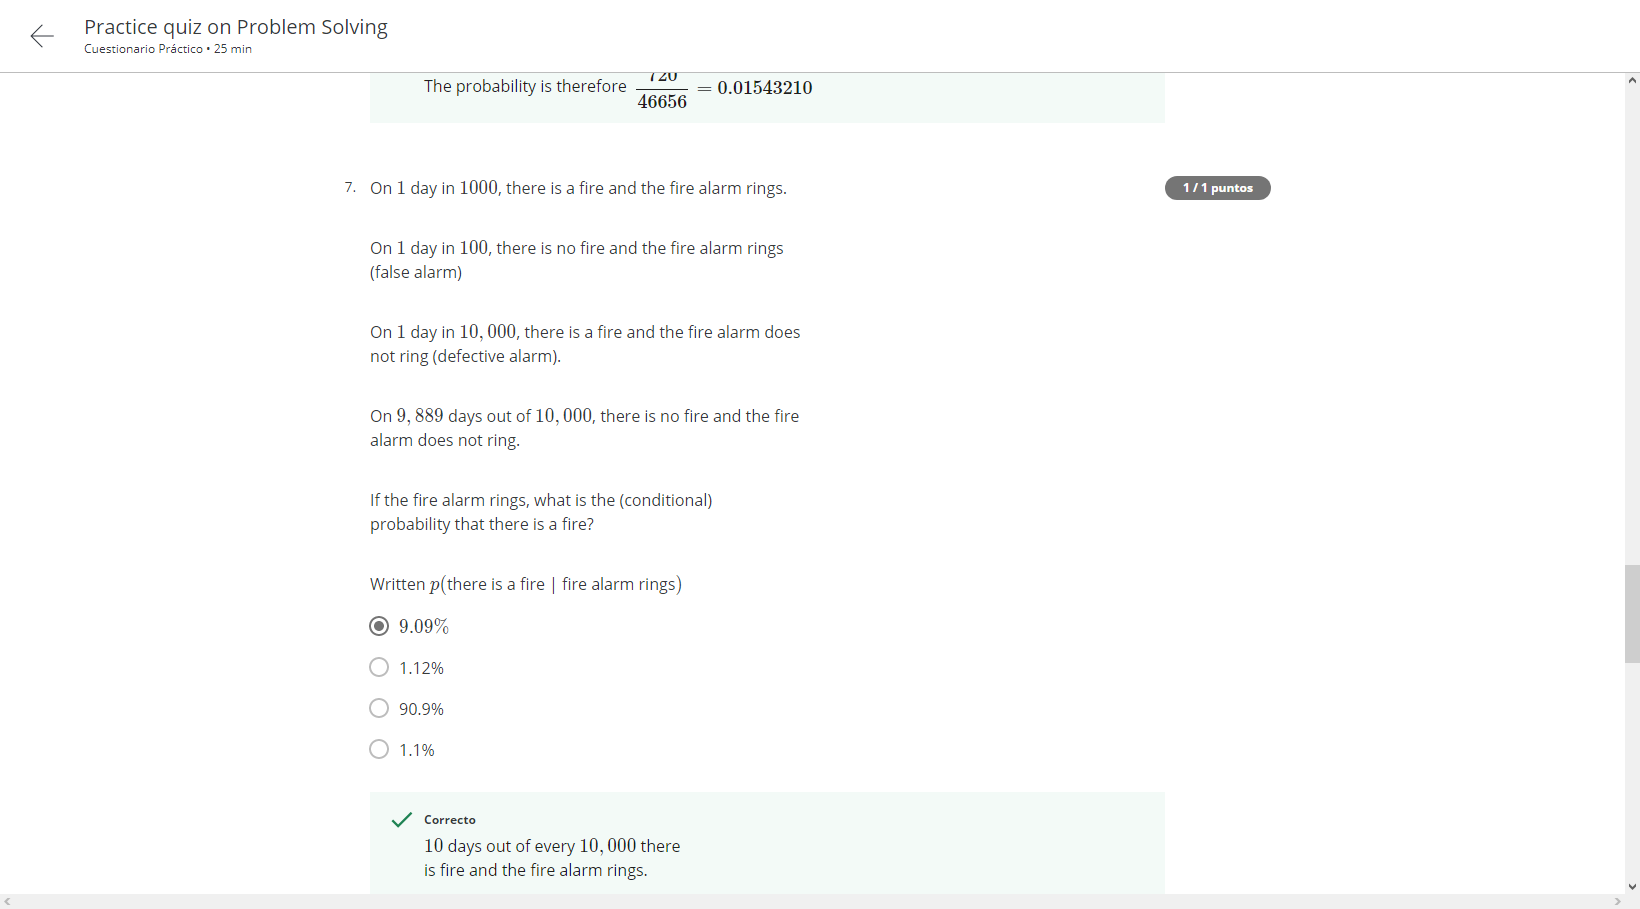 Practice quiz on Problem Solving
Cuestionario Práctico • 25 min
The probability is therefore 720/46656 = 0.01543210
7. On 1 day in 1000, there is a fire and the fire alarm rings.
1 / 1 puntos
On 1 day in 100, there is no fire and the fire alarm rings
(false alarm)
On 1 day in 10, 000, there is a fire and the fire alarm does
not ring (defective alarm).
On 9, 889 days out of 10, 000, there is no fire and the fire
alarm does not ring.
If the fire alarm rings, what is the (conditional)
probability that there is a fire?
Written p(there is a fire | fire alarm rings)
9.09%
1.12%
90.9%
1.1%
Correcto
10 days out of every 10, 000 there
is fire and the fire alarm rings.